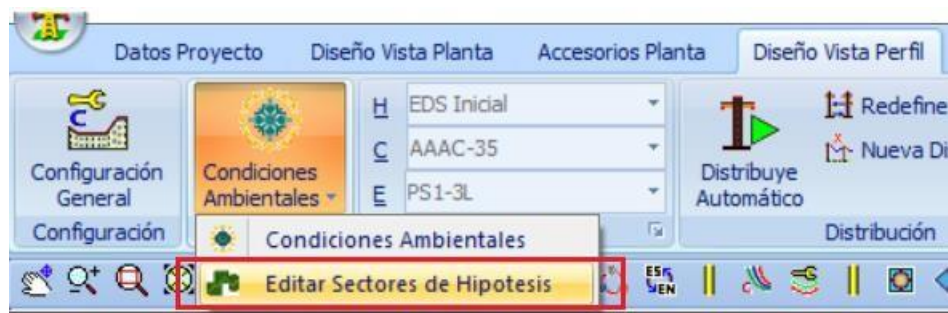 Datos Proyecto Diseño Vista Planta Accesorios Planta Diseño Vista Perfil
C
Configuración
General
Condiciones
Ambientales
H EDS Inicial
C AAAC-35
E PS1-3L
Distribuye
Automático
Redefine
Nueva Di
Configuración
Distribución
Condiciones Ambientales
Editar Sectores de Hipotesis
ES
EN